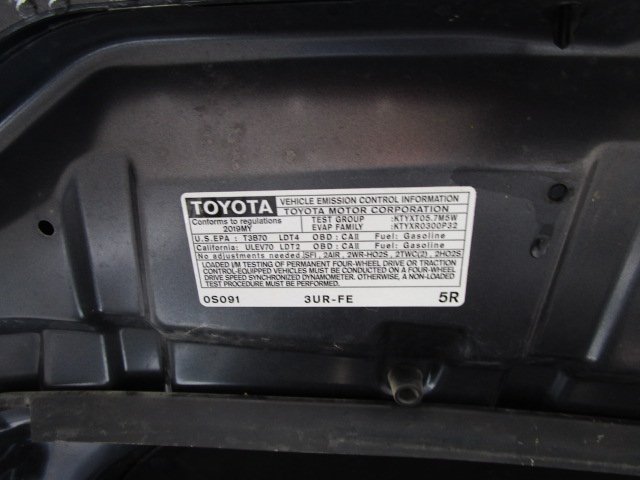 TOYOTA VEHICLE EMISSION CONTROL INFORMATION
TOYOTA MOTOR CORPORATION
Conforms to regulations TEST GROUP :KTYXT05.7M5W
2019MY EVAP FAMILY :KTYXR0300P32
U.S.EPA : T3B70 LDT4 OBD : CAII Fuel: Gasoline
California: ULEV70 LDT2 OBD : CAII Fuel: Gasoline
No adjustments needed.SFI, 2AIR, 2WR-HO2S, 2TWC(2), 2HO2S
LOADED I/M TESTING OF PERMANENT FOUR-WHEEL DRIVE OR TRACTION
CONTROL-EQUIPPED VEHICLES MUST BE CONDUCTED ON A FOUR-WHEEL
DRIVE SPEED SYNCHRONIZED DYNAMOMETER. OTHERWISE, A NON-LOADED
TEST PROCEDURE MUST BE PERFORMED.
0S091 3UR-FE 5R